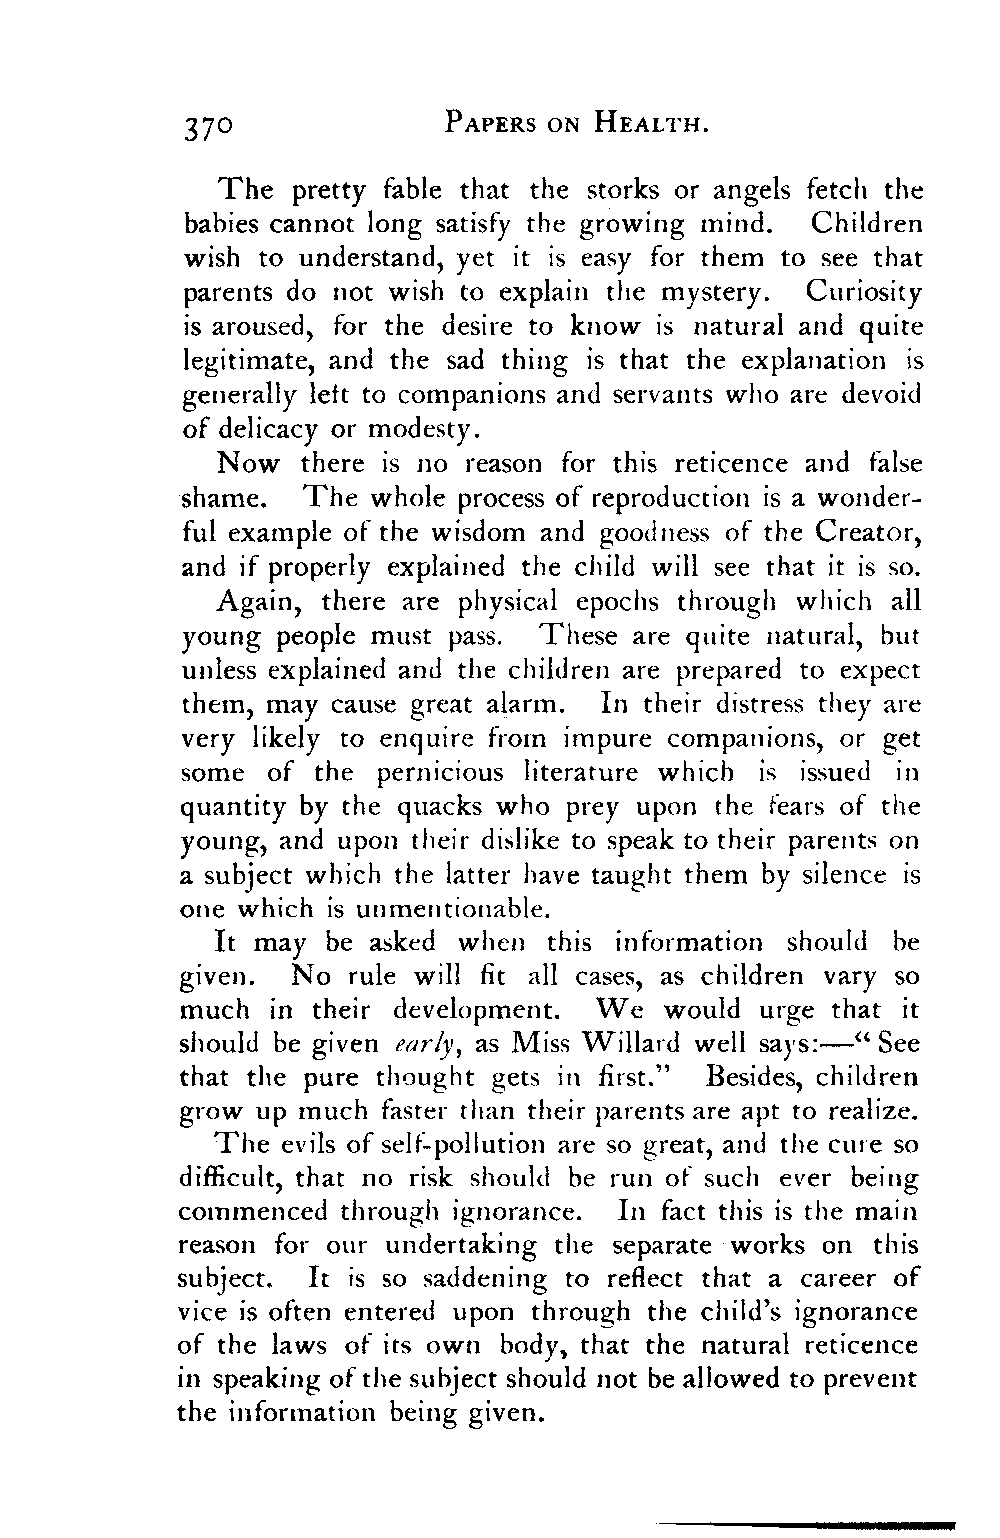 370 PAPERS ON HEALTH.
The pretty fable that the storks or angels fetch the
babies cannot long satisfy the growing mind. Children
wish to understand, yet it is easy for them to see that
parents do not wish to explain the mystery. Curiosity
is aroused, for the desire to know is natural and quite
legitimate, and the sad thing is that the explanation is
generally left to companions and servants who are devoid
of delicacy or modesty.
Now there is no reason for this reticence and false
shame. The whole process of reproduction is a wonder-
ful example of the wisdom and goodness of the Creator,
and if properly explained the child will see that it is so.
Again, there are physical epochs through which all
young people must pass. These are quite natural, but
unless explained and the children are prepared to expect
them, may cause great alarm. In their distress they are
very likely to enquire from impure companions, or get
some of the pernicious literature which is issued in
quantity by the quacks who prey upon the fears of the
young, and upon their dislike to speak to their parents on
a subject which the latter have taught them by silence is
one which is unmentionable.
It may be asked when this information should be
given. No rule will fit all cases, as children vary so
much in their development. We would urge that it
should be given early, as Miss Willard well says:—“ See
that the pure thought gets in first.” Besides, children
grow up much faster than their parents are apt to realize.
The evils of self-pollution are so great, and the cure so
difficult, that no risk should be run of such ever being
commenced through ignorance. In fact this is the main
reason for our undertaking the separate works on this
subject. It is so saddening to reflect that a career of
vice is often entered upon through the child’s ignorance
of the laws of its own body, that the natural reticence
in speaking of the subject should not be allowed to prevent
the information being given.